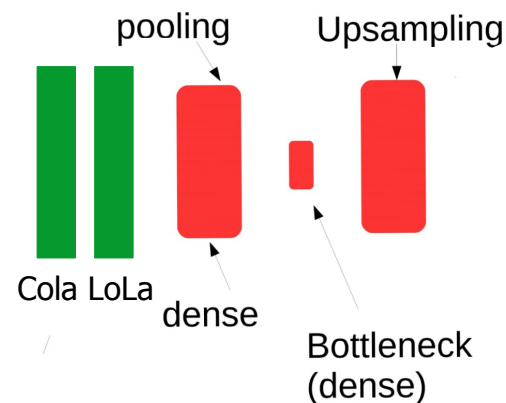 pooling
Upsampling
Cola LoLa
dense
Bottleneck
(dense)